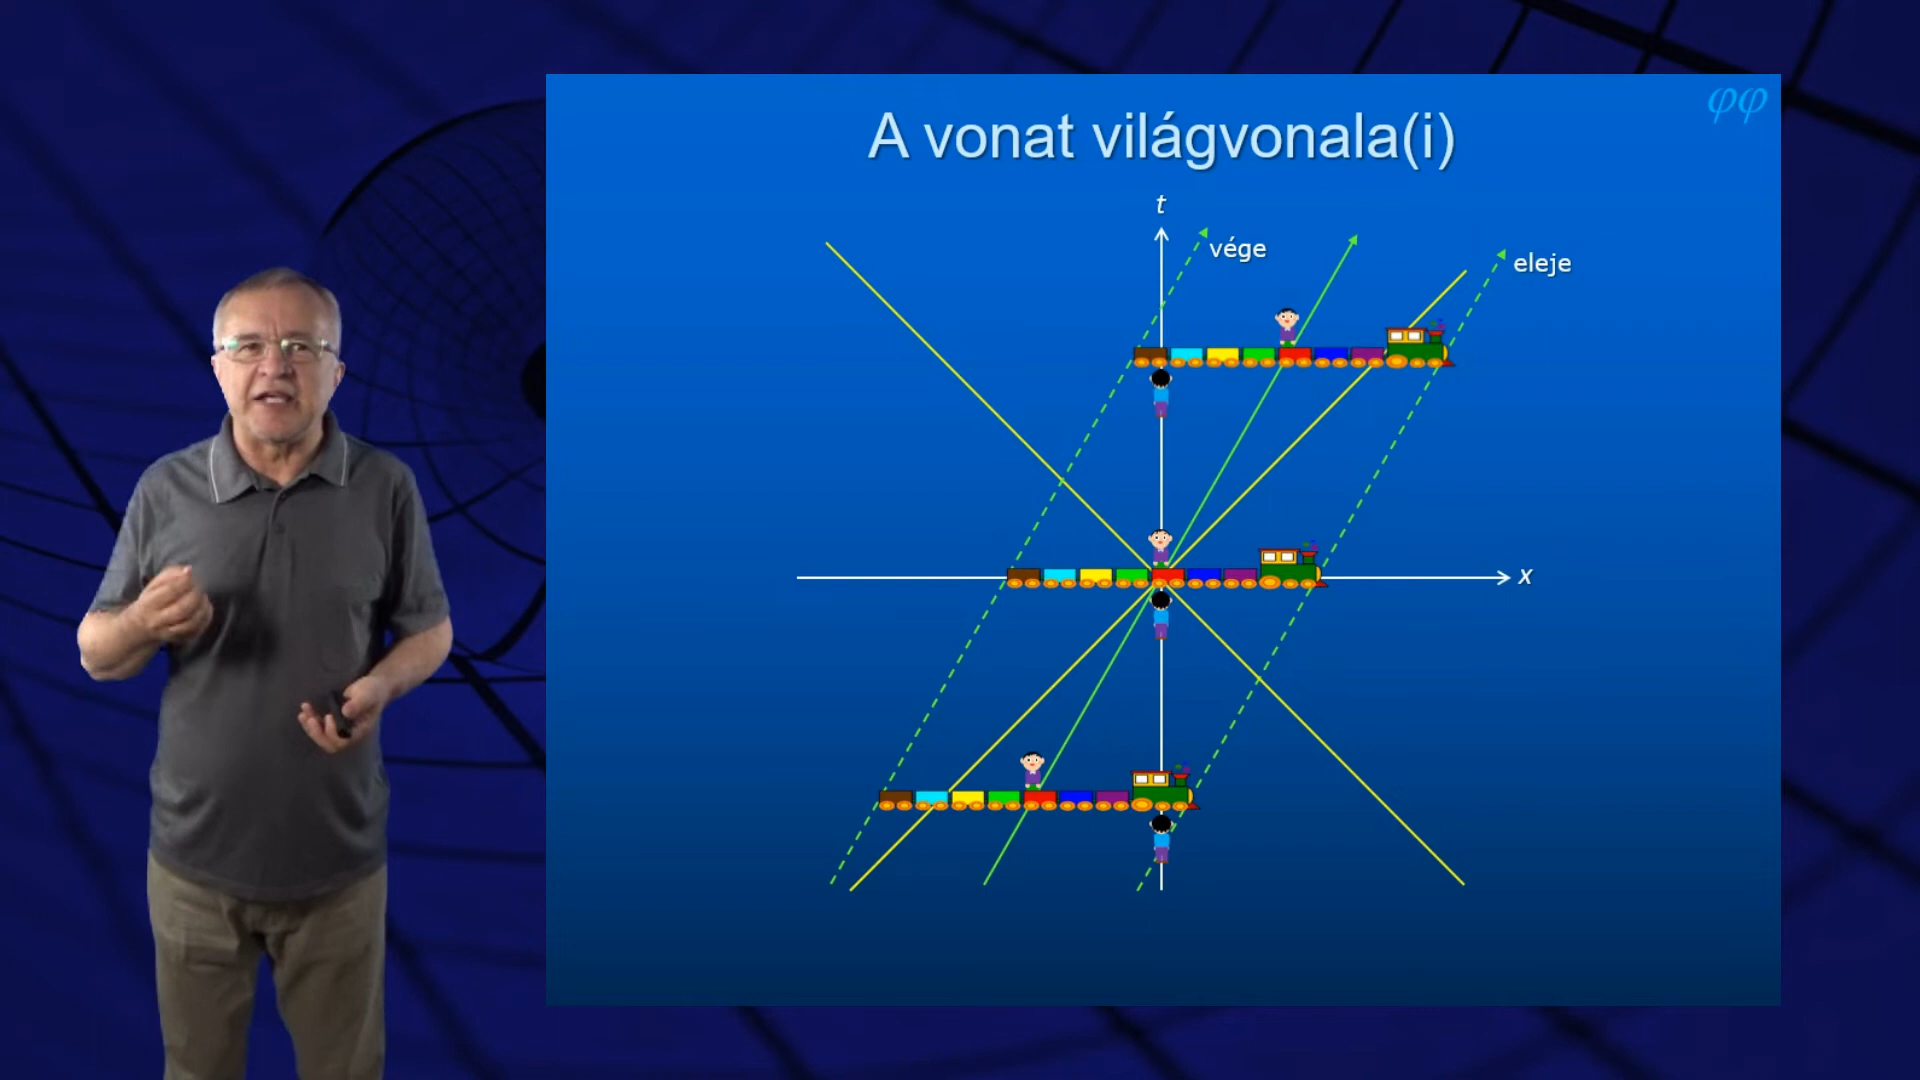 φφ
A vonat világvonala(i)
t
vége
eleje
x